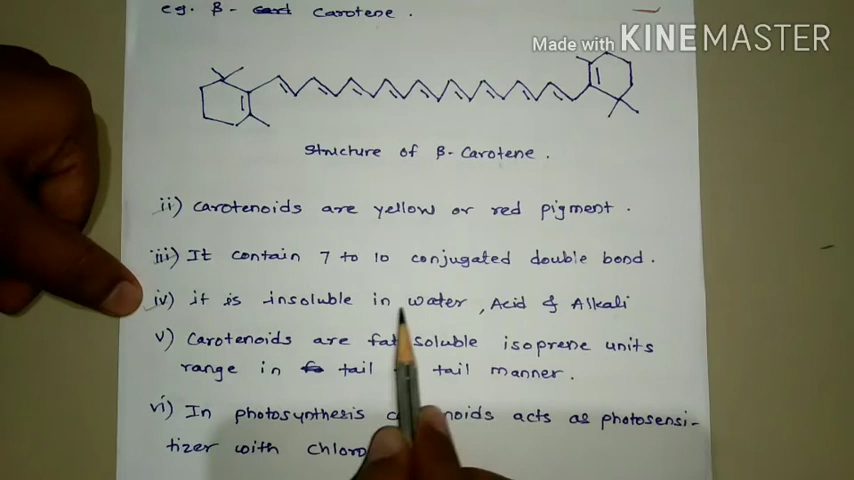 eg. β- Carotene.
Made with KINEMASTER
Structure of β-Carotene.
ii) Carotenoids are yellow or red pigment.
iii) It contain 7 to 10 conjugated double bond.
iv) it is insoluble in water, Acid & Alkali
v) Carotenoids are fat soluble isoprene units
range in tail tail manner.
vi) In photosynthesis acts as photosensi-
tizer with